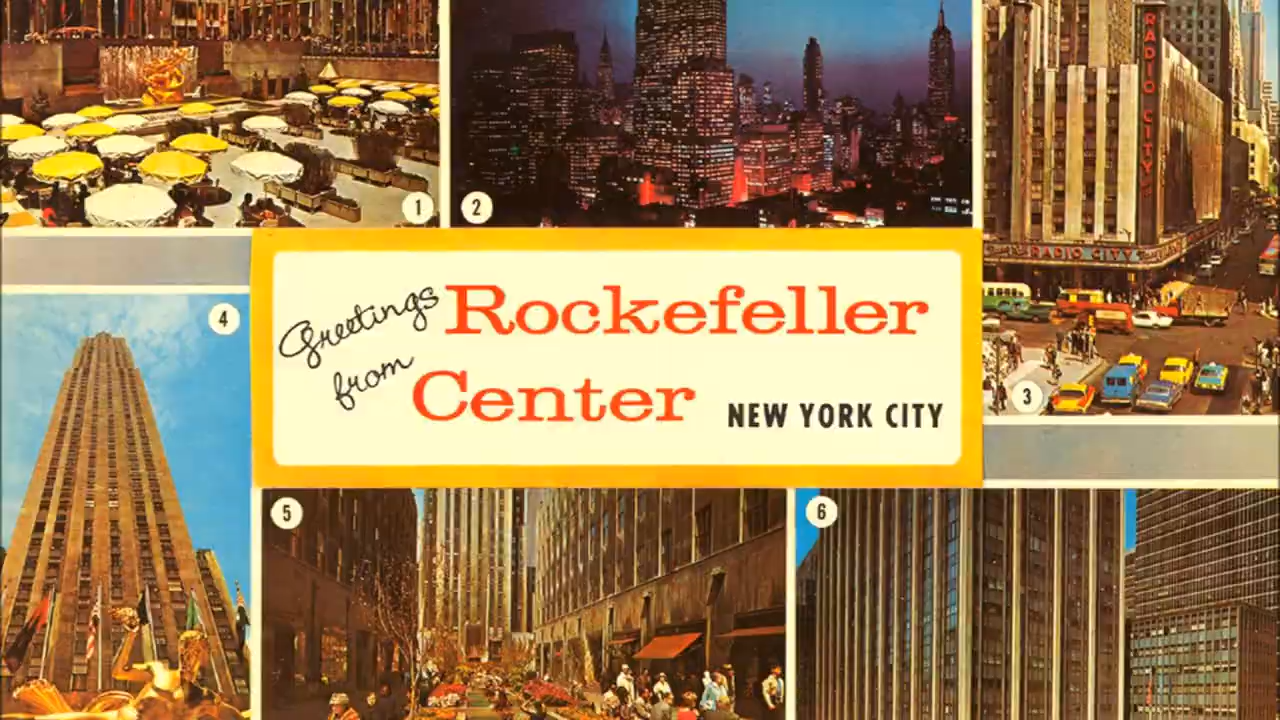 1
2
RADIO CITY
RADIO CITY
3
4
Greetings
from
Rockefeller
Center
NEW YORK CITY
5
6